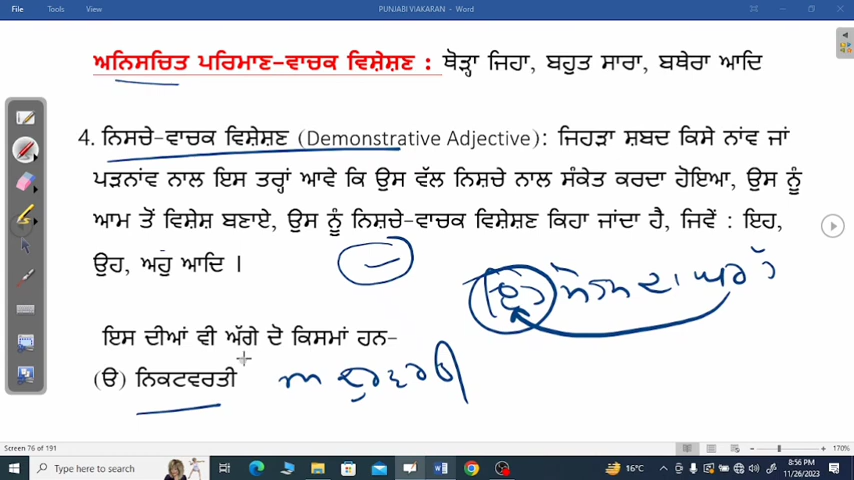 File Tools View PUNJABI VIAKARAN - Word
ਅਨਿਸਚਿਤ ਪਰਿਮਾਣ-ਵਾਚਕ ਵਿਸ਼ੇਸ਼ਣ : ਥੋੜ੍ਹਾ ਜਿਹਾ, ਬਹੁਤ ਸਾਰਾ, ਬਥੇਰਾ ਆਦਿ
4. ਨਿਸਚੇ-ਵਾਚਕ ਵਿਸ਼ੇਸ਼ਣ (Demonstrative Adjective): ਜਿਹੜਾ ਸ਼ਬਦ ਕਿਸੇ ਨਾਂਵ ਜਾਂ
ਪੜਨਾਂਵ ਨਾਲ ਇਸ ਤਰ੍ਹਾਂ ਆਵੇ ਕਿ ਉਸ ਵੱਲ ਨਿਸ਼ਚੇ ਨਾਲ ਸੰਕੇਤ ਕਰਦਾ ਹੋਇਆ, ਉਸ ਨੂੰ
ਆਮ ਤੋਂ ਵਿਸ਼ੇਸ਼ ਬਣਾਏ, ਉਸ ਨੂੰ ਨਿਸ਼ਚੇ-ਵਾਚਕ ਵਿਸ਼ੇਸ਼ਣ ਕਿਹਾ ਜਾਂਦਾ ਹੈ, ਜਿਵੇਂ : ਇਹ,
ਉਹ, ਅਹੁ ਆਦਿ ।
ਇਸ ਦੀਆਂ ਵੀ ਅੱਗੇ ਦੋ ਕਿਸਮਾਂ ਹਨ-
(ੳ) ਨਿਕਟਵਰਤੀ
Screen 76 of 191 170%
Type here to search 16°C 8:56 PM
11/26/2023